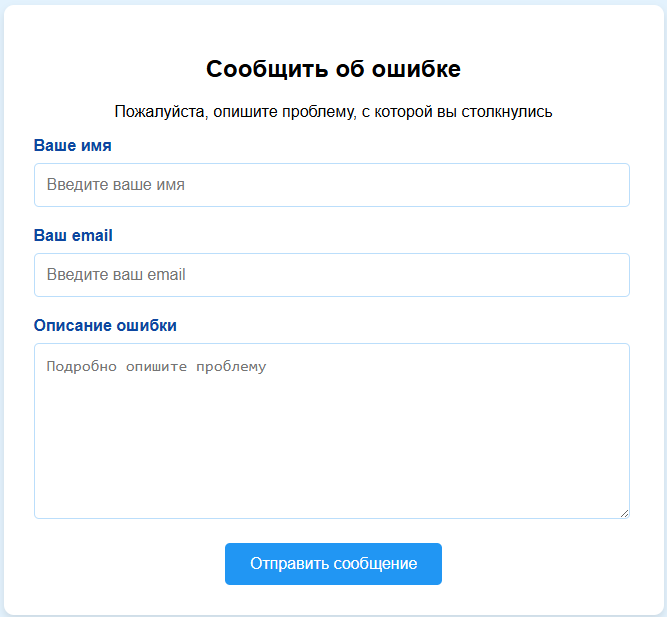 Сообщить об ошибке
Пожалуйста, опишите проблему, с которой вы столкнулись
Ваше имя
Введите ваше имя
Ваш email
Введите ваш email
Описание ошибки
Подробно опишите проблему
Отправить сообщение